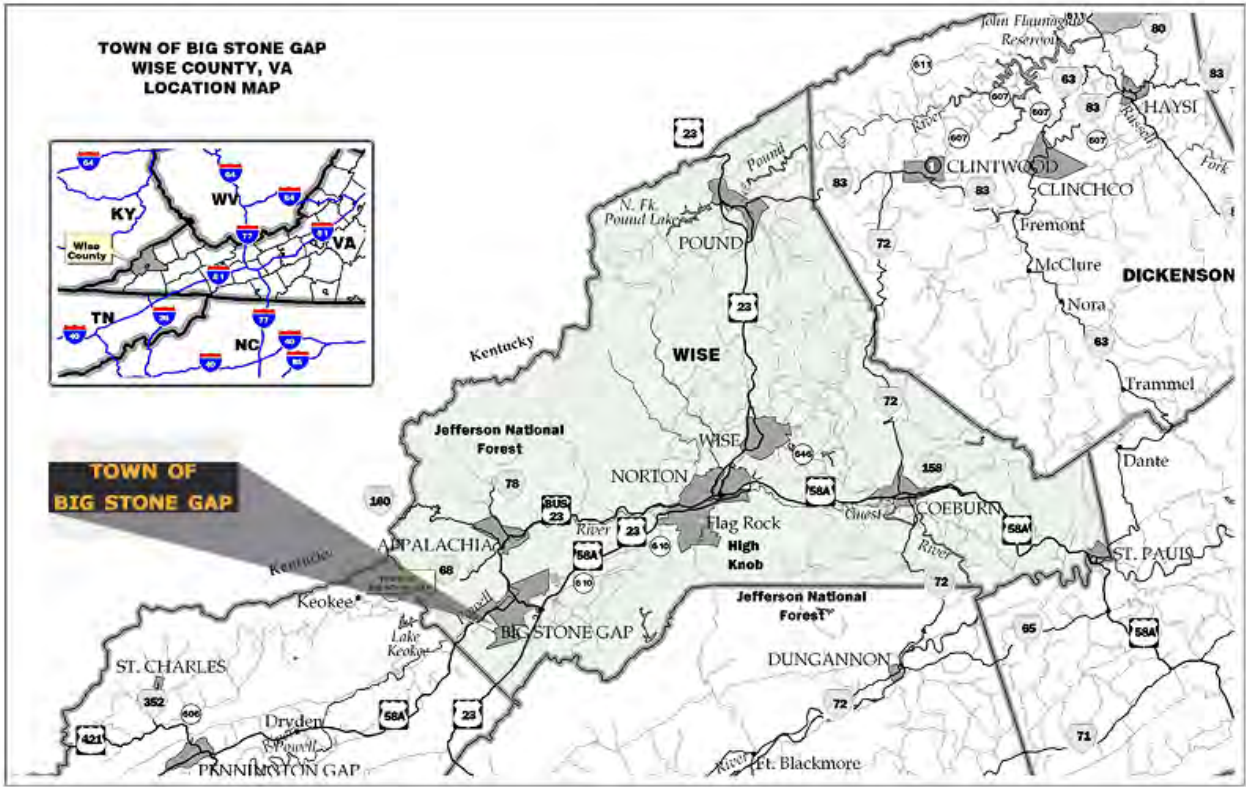 TOWN OF BIG STONE GAP
WISE COUNTY, VA
LOCATION MAP
64
64
64
WV
KY
77
81
VA
Wise
County
81
TN
26
77
40
NC
40
40
85
John Flannagan
Reservoir
611
80
611
63
83
23
607
83
HAYSI
River
607
607
607
Russell
Pound
1
CLINTWOOD
83
83
CLINCHCO
Fork
N. Fk.
Pound Lake
Fremont
POUND
72
McClure
DICKENSON
23
Nora
WISE
Kentucky
63
Trammel
72
Jefferson National
Forest
WISE
646
Dante
TOWN OF
BIG STONE GAP
NORTON
158
78
58A
160
BUS
23
COEBURN
Guest
River
23
Flag Rock
58A
APPALACHIA
58A
610
High
Knob
River
ST. PAUL
Kentucky
68
610
72
Keokee
Powell
Jefferson National
Forest
BIG STONE GAP
65
58A
Lake
Keokee
ST. CHARLES
DUNGANNON
352
606
58A
72
23
Dryden
421
Powell
71
PENNINGTON GAP
River
Ft. Blackmore